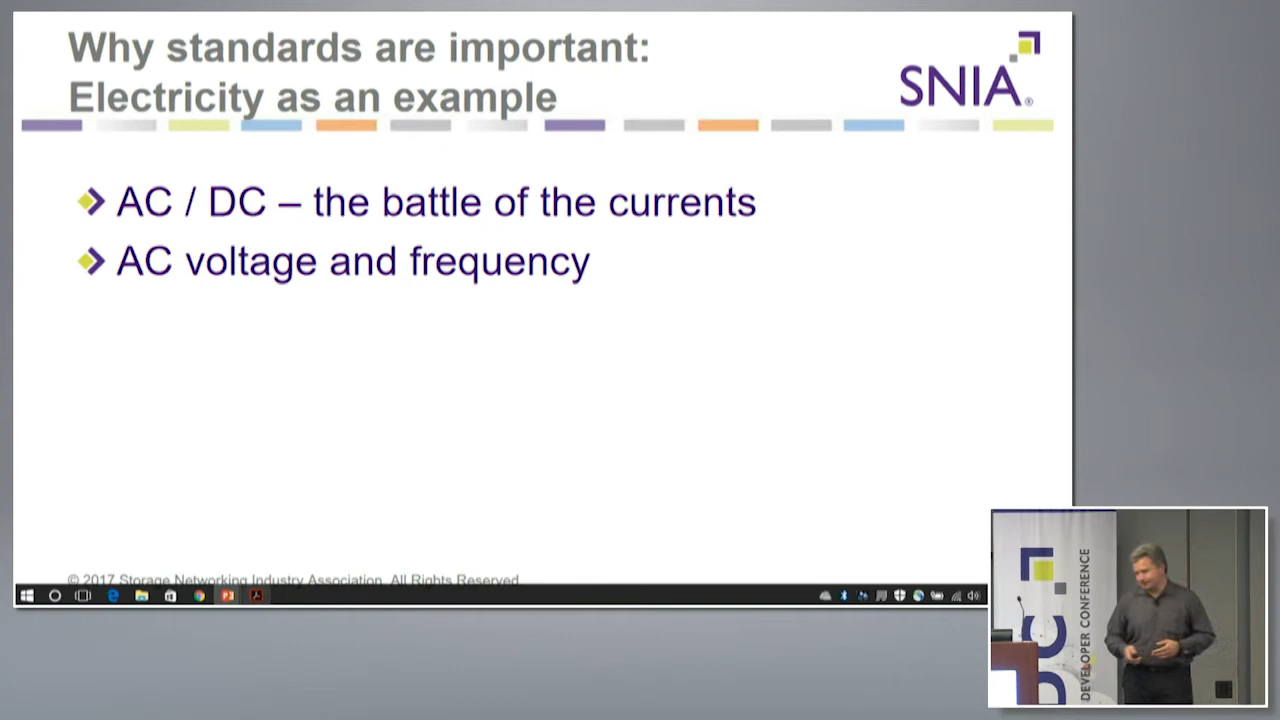 Why standards are important:
Electricity as an example
SNIA®
AC / DC – the battle of the currents
AC voltage and frequency
© 2017 Storage Networking Industry Association. All Rights Reserved
DC
DEVELOPER CONFERENCE